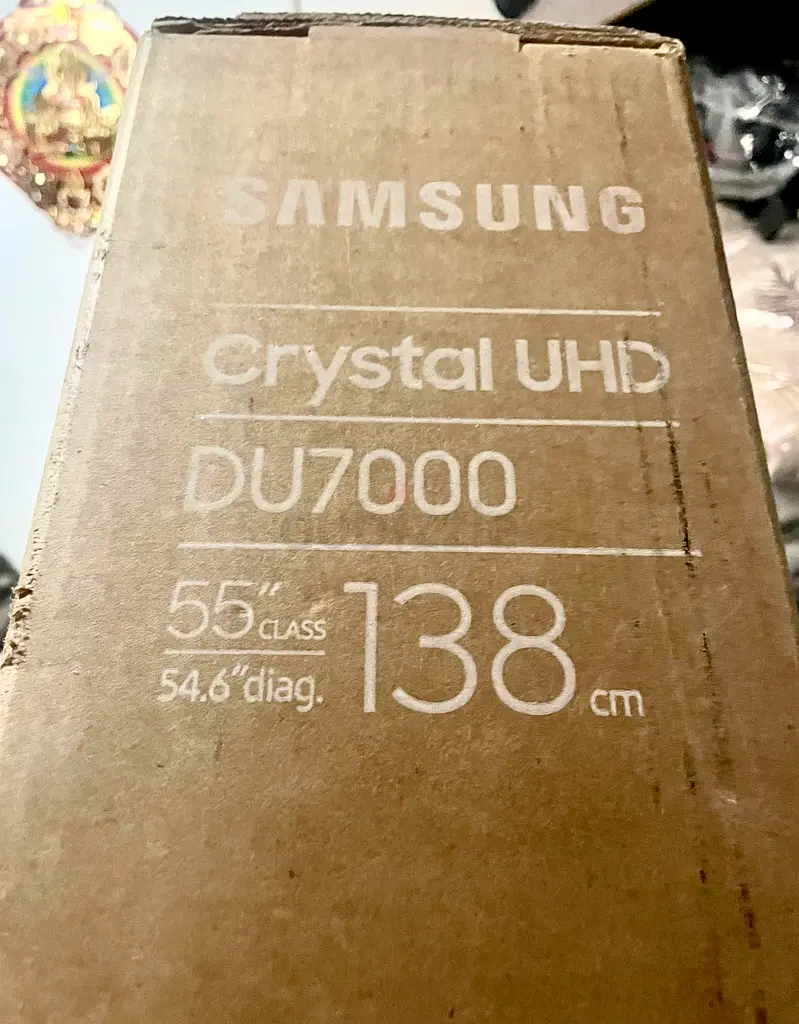 SAMSUNG
Crystal UHD
DU7000
55" CLASS
54.6" diag.
138 cm